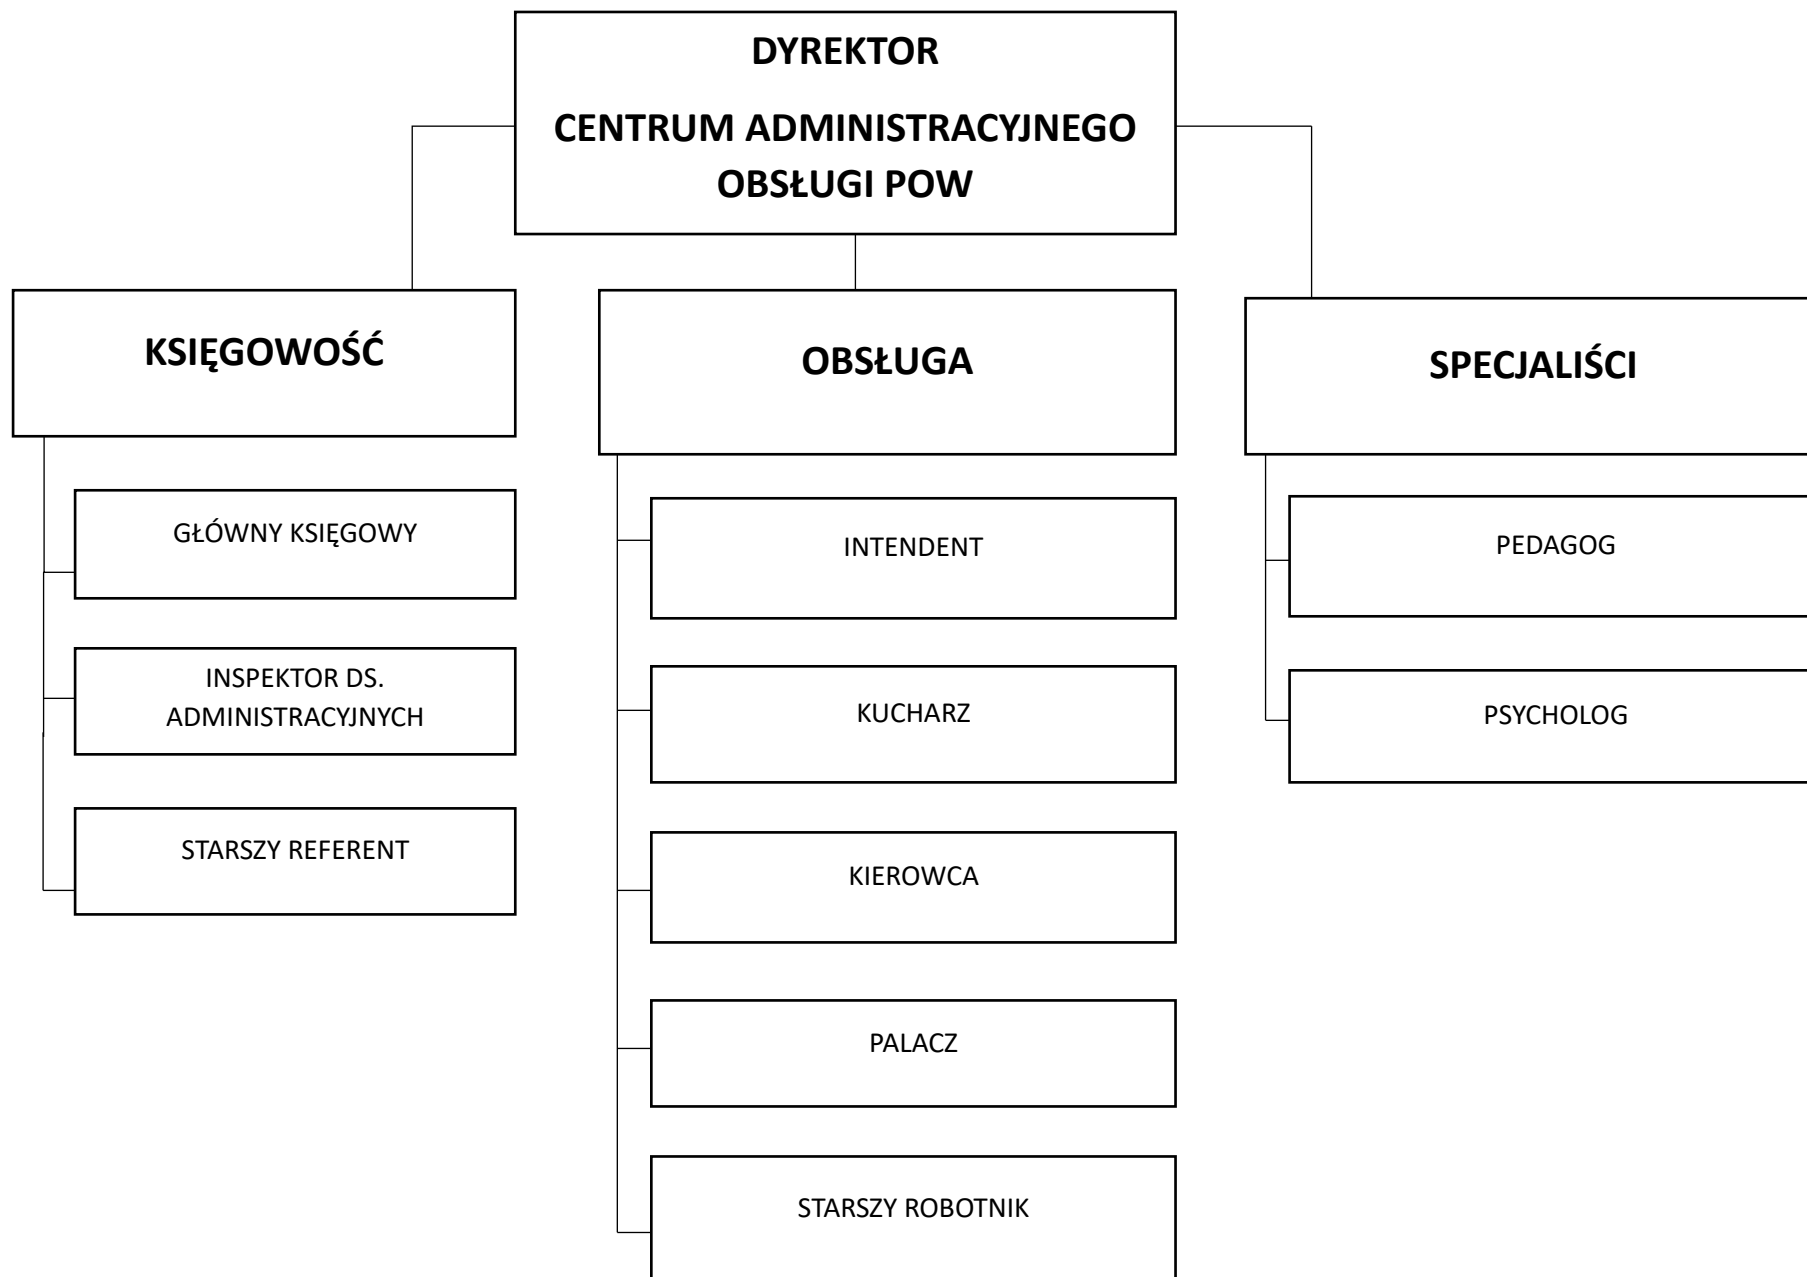 DYREKTOR
CENTRUM ADMINISTRACYJNEGO
OBSŁUGI POW
KSIĘGOWOŚĆ
GŁÓWNY KSIĘGOWY
INSPEKTOR DS.
ADMINISTRACYJNYCH
STARSZY REFERENT
OBSŁUGA
INTENDENT
KUCHARZ
KIEROWCA
PALACZ
STARSZY ROBOTNIK
SPECJALIŚCI
PEDAGOG
PSYCHOLOG